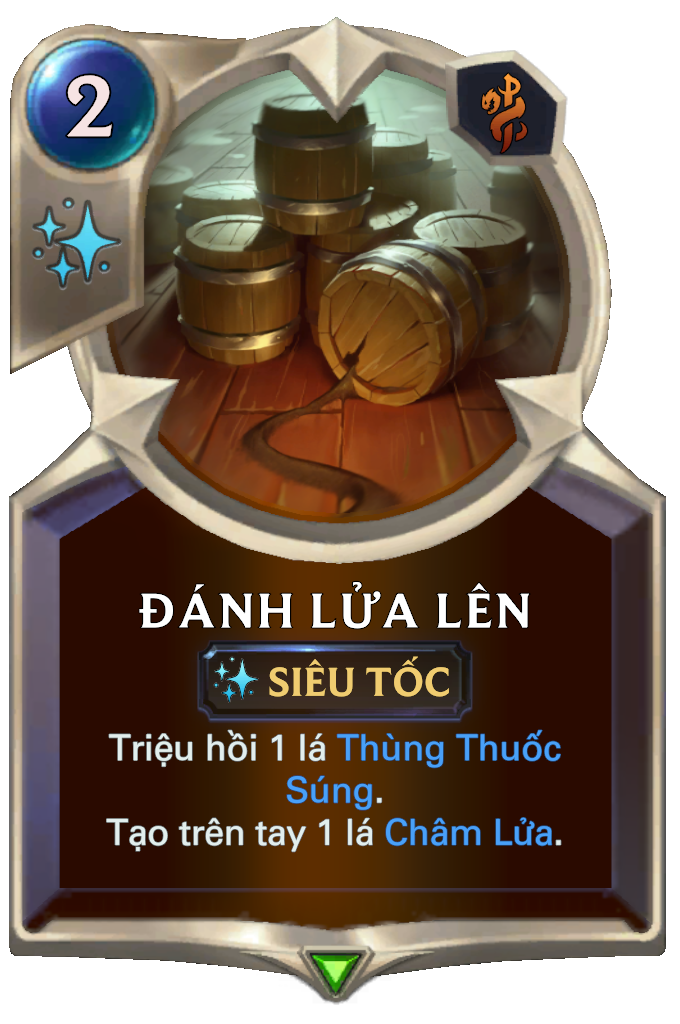 2
ĐÁNH LỬA LÊN
SIÊU TỐC
Triệu hồi 1 lá Thùng Thuốc
Súng.
Tạo trên tay 1 lá Châm Lửa.